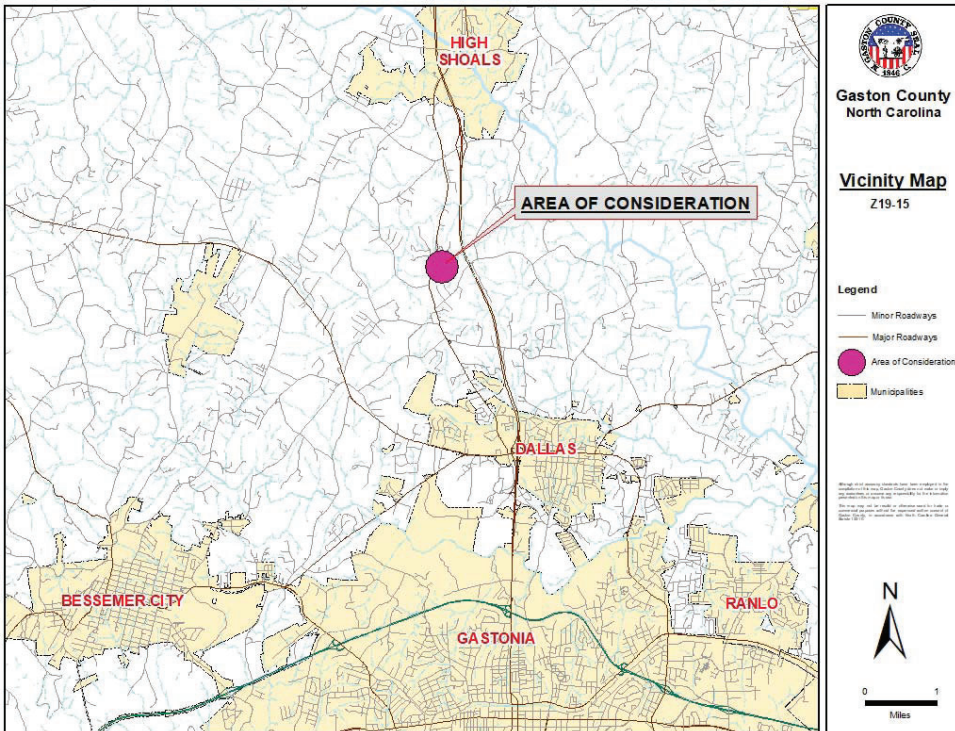 HIGH
SHOALS
AREA OF CONSIDERATION
DALLAS
BESSEMER CITY
RANLO
GASTONIA
GASTON COUNTY SEAL
N. C.
1846
Gaston County
North Carolina
Vicinity Map
Z19-15
Legend
Minor Roadways
Major Roadways
Area of Consideration
Municipalities
N
0 1
Miles